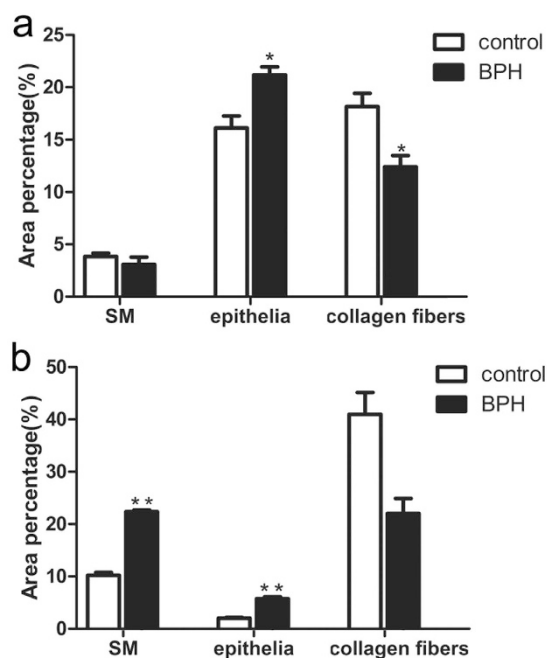 a
control
BPH
Area percentage(%)
25
20
15
10
5
0
*
*
SM epithelia collagen fibers
b
control
BPH
Area percentage(%)
50
40
30
20
10
0
**
**
SM epithelia collagen fibers